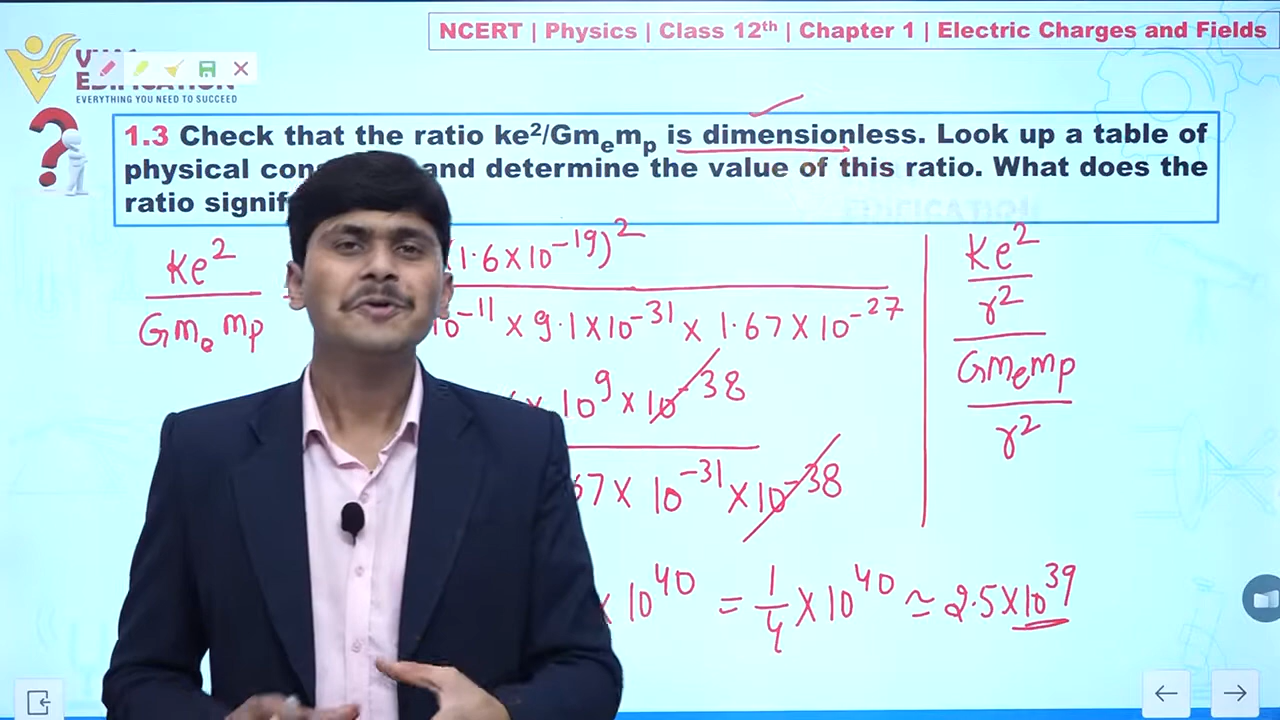 NCERT | Physics | Class 12th | Chapter 1 | Electric Charges and Fields
EDIFICATION
EVERYTHING YOU NEED TO SUCCEED
1.3 Check that the ratio ke²/Gmₑmₚ is dimensionless. Look up a table of
physical and determine the value of this ratio. What does the
ratio
Ke²
Gmₑ mₚ
(1.6×10⁻¹⁹)²
10⁻¹¹ × 9.1×10⁻³¹ × 1.67×10⁻²⁷
× 10⁹ × 10⁻³⁸
67× 10⁻³¹ ×10⁻³⁸
× 10⁴⁰ = 1/4 ×10⁴⁰ ≃ 2.5×10³⁹
Ke²
r²
Gmₑmₚ
r²